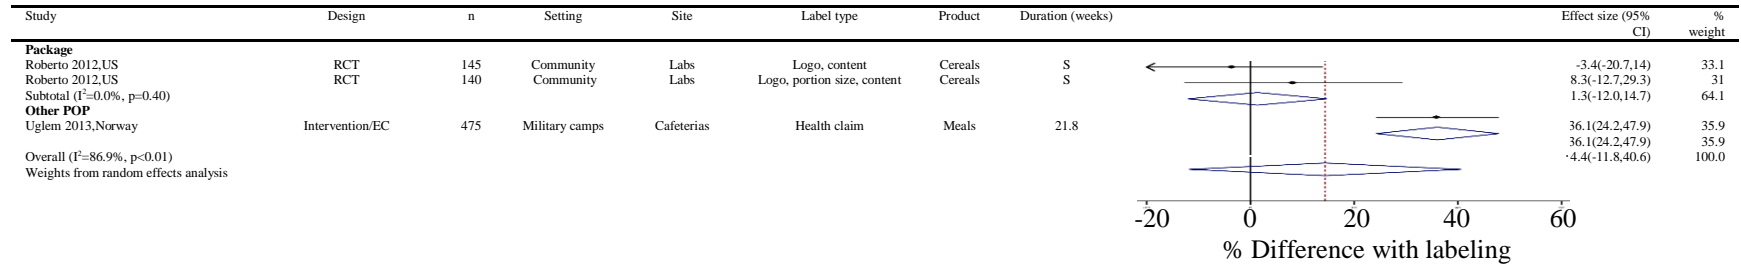 Study Design n Setting Site Label type Product Duration (weeks) Effect size (95% CI) % weight
Package
Roberto 2012,US RCT 145 Community Labs Logo, content Cereals S -3.4(-20.7,14) 33.1
Roberto 2012,US RCT 140 Community Labs Logo, portion size, content Cereals S 8.3(-12.7,29.3) 31
Subtotal (I²=0.0%, p=0.40) 1.3(-12.0,14.7) 64.1
Other POP
Uglem 2013,Norway Intervention/EC 475 Military camps Cafeterias Health claim Meals 21.8 36.1(24.2,47.9) 35.9
36.1(24.2,47.9) 35.9
Overall (I²=86.9%, p<0.01) 4.4(-11.8,40.6) 100.0
Weights from random effects analysis
-20 0 20 40 60
% Difference with labeling